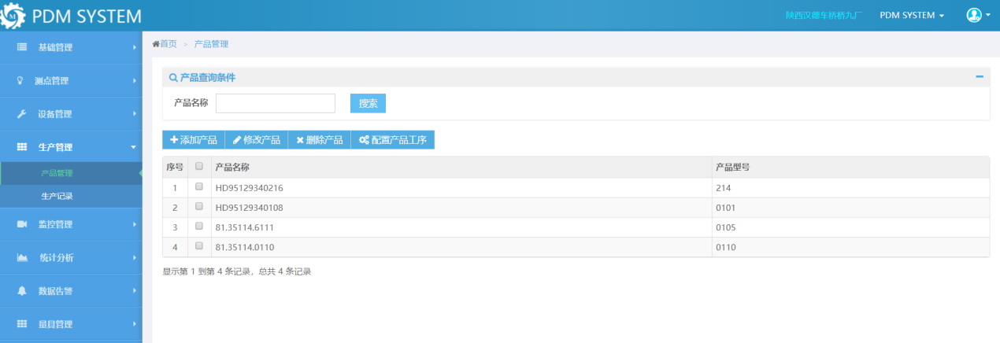 PDM SYSTEM
陕西汉德车桥桥九厂 PDM SYSTEM
基础管理
测点管理
设备管理
生产管理
产品管理
生产记录
监控管理
统计分析
数据告警
量具管理
首页 > 产品管理
产品查询条件
产品名称 搜索
添加产品 修改产品 删除产品 配置产品工序
序号 产品名称 产品型号
1 HD95129340216 214
2 HD95129340108 0101
3 81.35114.6111 0105
4 81.35114.0110 0110
显示第 1 到第 4 条记录，总共 4 条记录